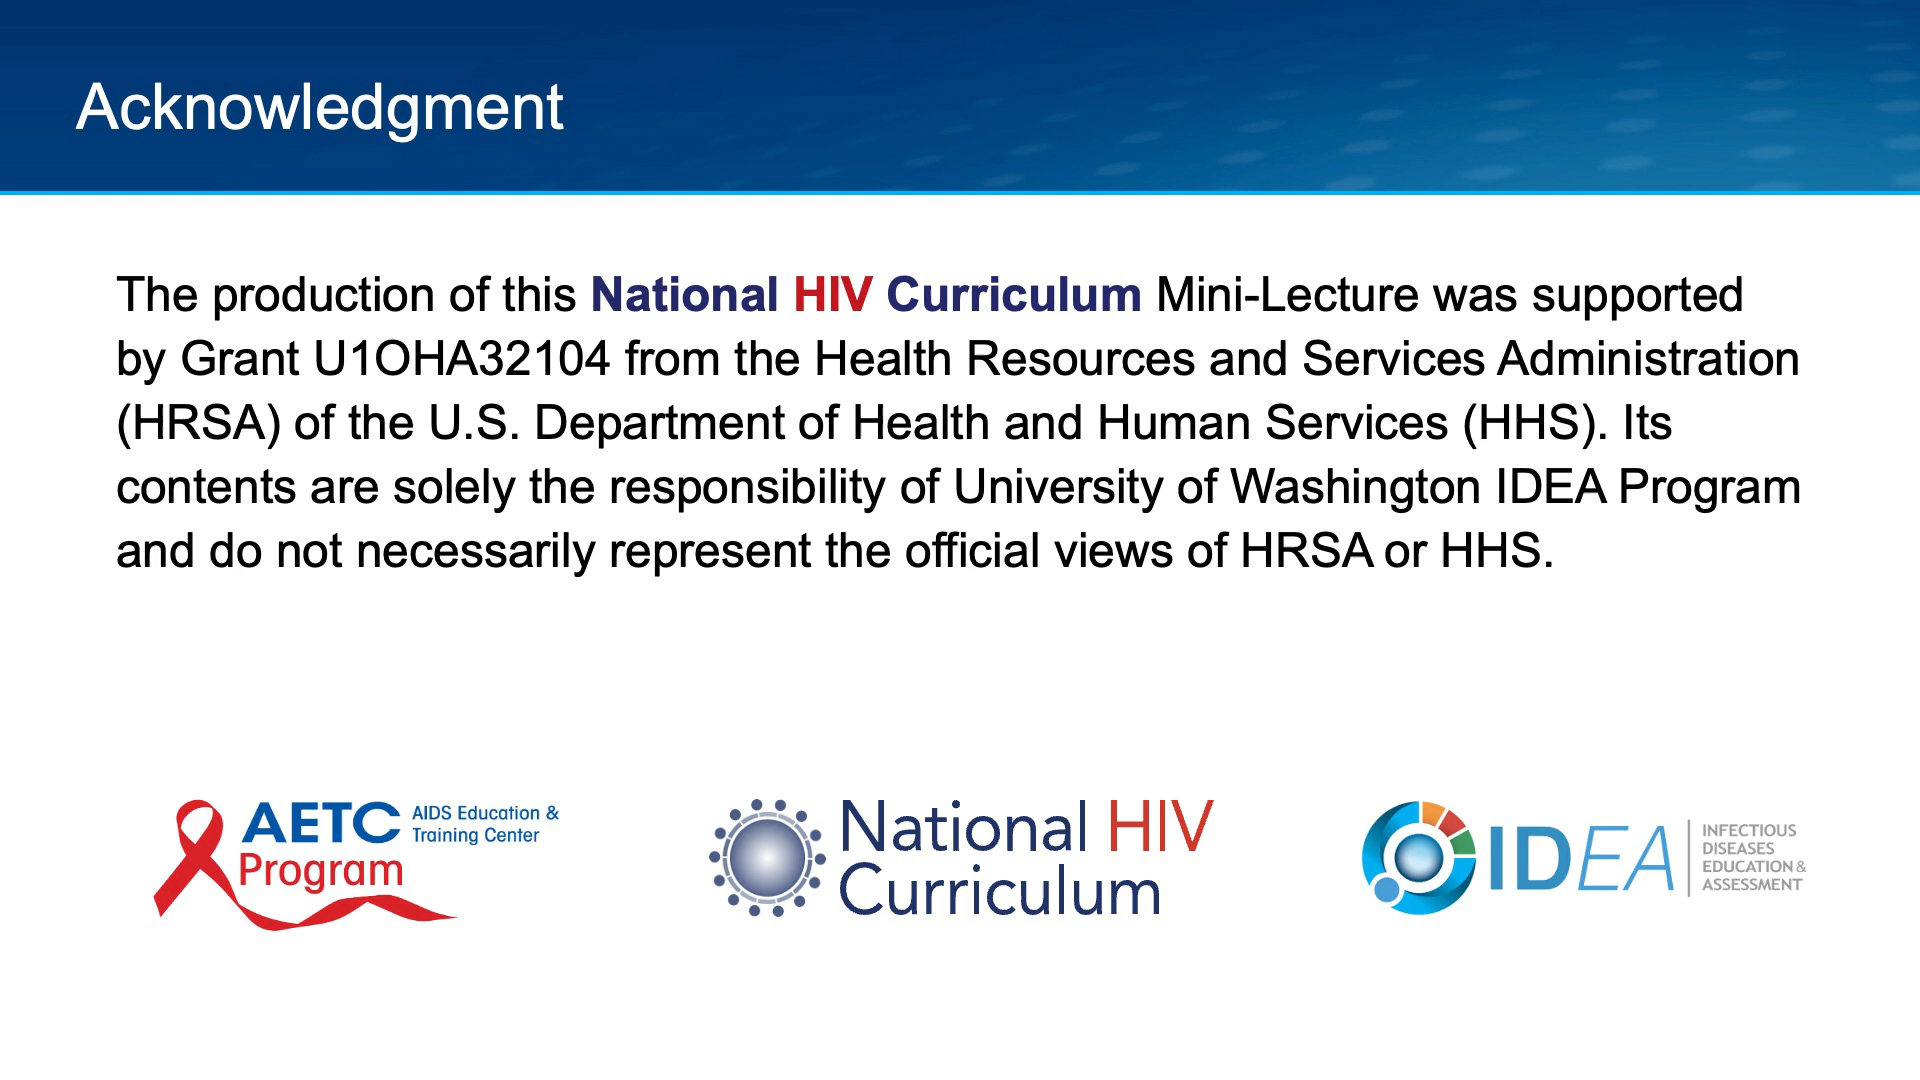 Acknowledgment
The production of this National HIV Curriculum Mini-Lecture was supported
by Grant U1OHA32104 from the Health Resources and Services Administration
(HRSA) of the U.S. Department of Health and Human Services (HHS). Its
contents are solely the responsibility of University of Washington IDEA Program
and do not necessarily represent the official views of HRSA or HHS.
AETC AIDS Education &
Training Center
Program
National HIV
Curriculum
IDEA
INFECTIOUS
DISEASES
EDUCATION &
ASSESSMENT